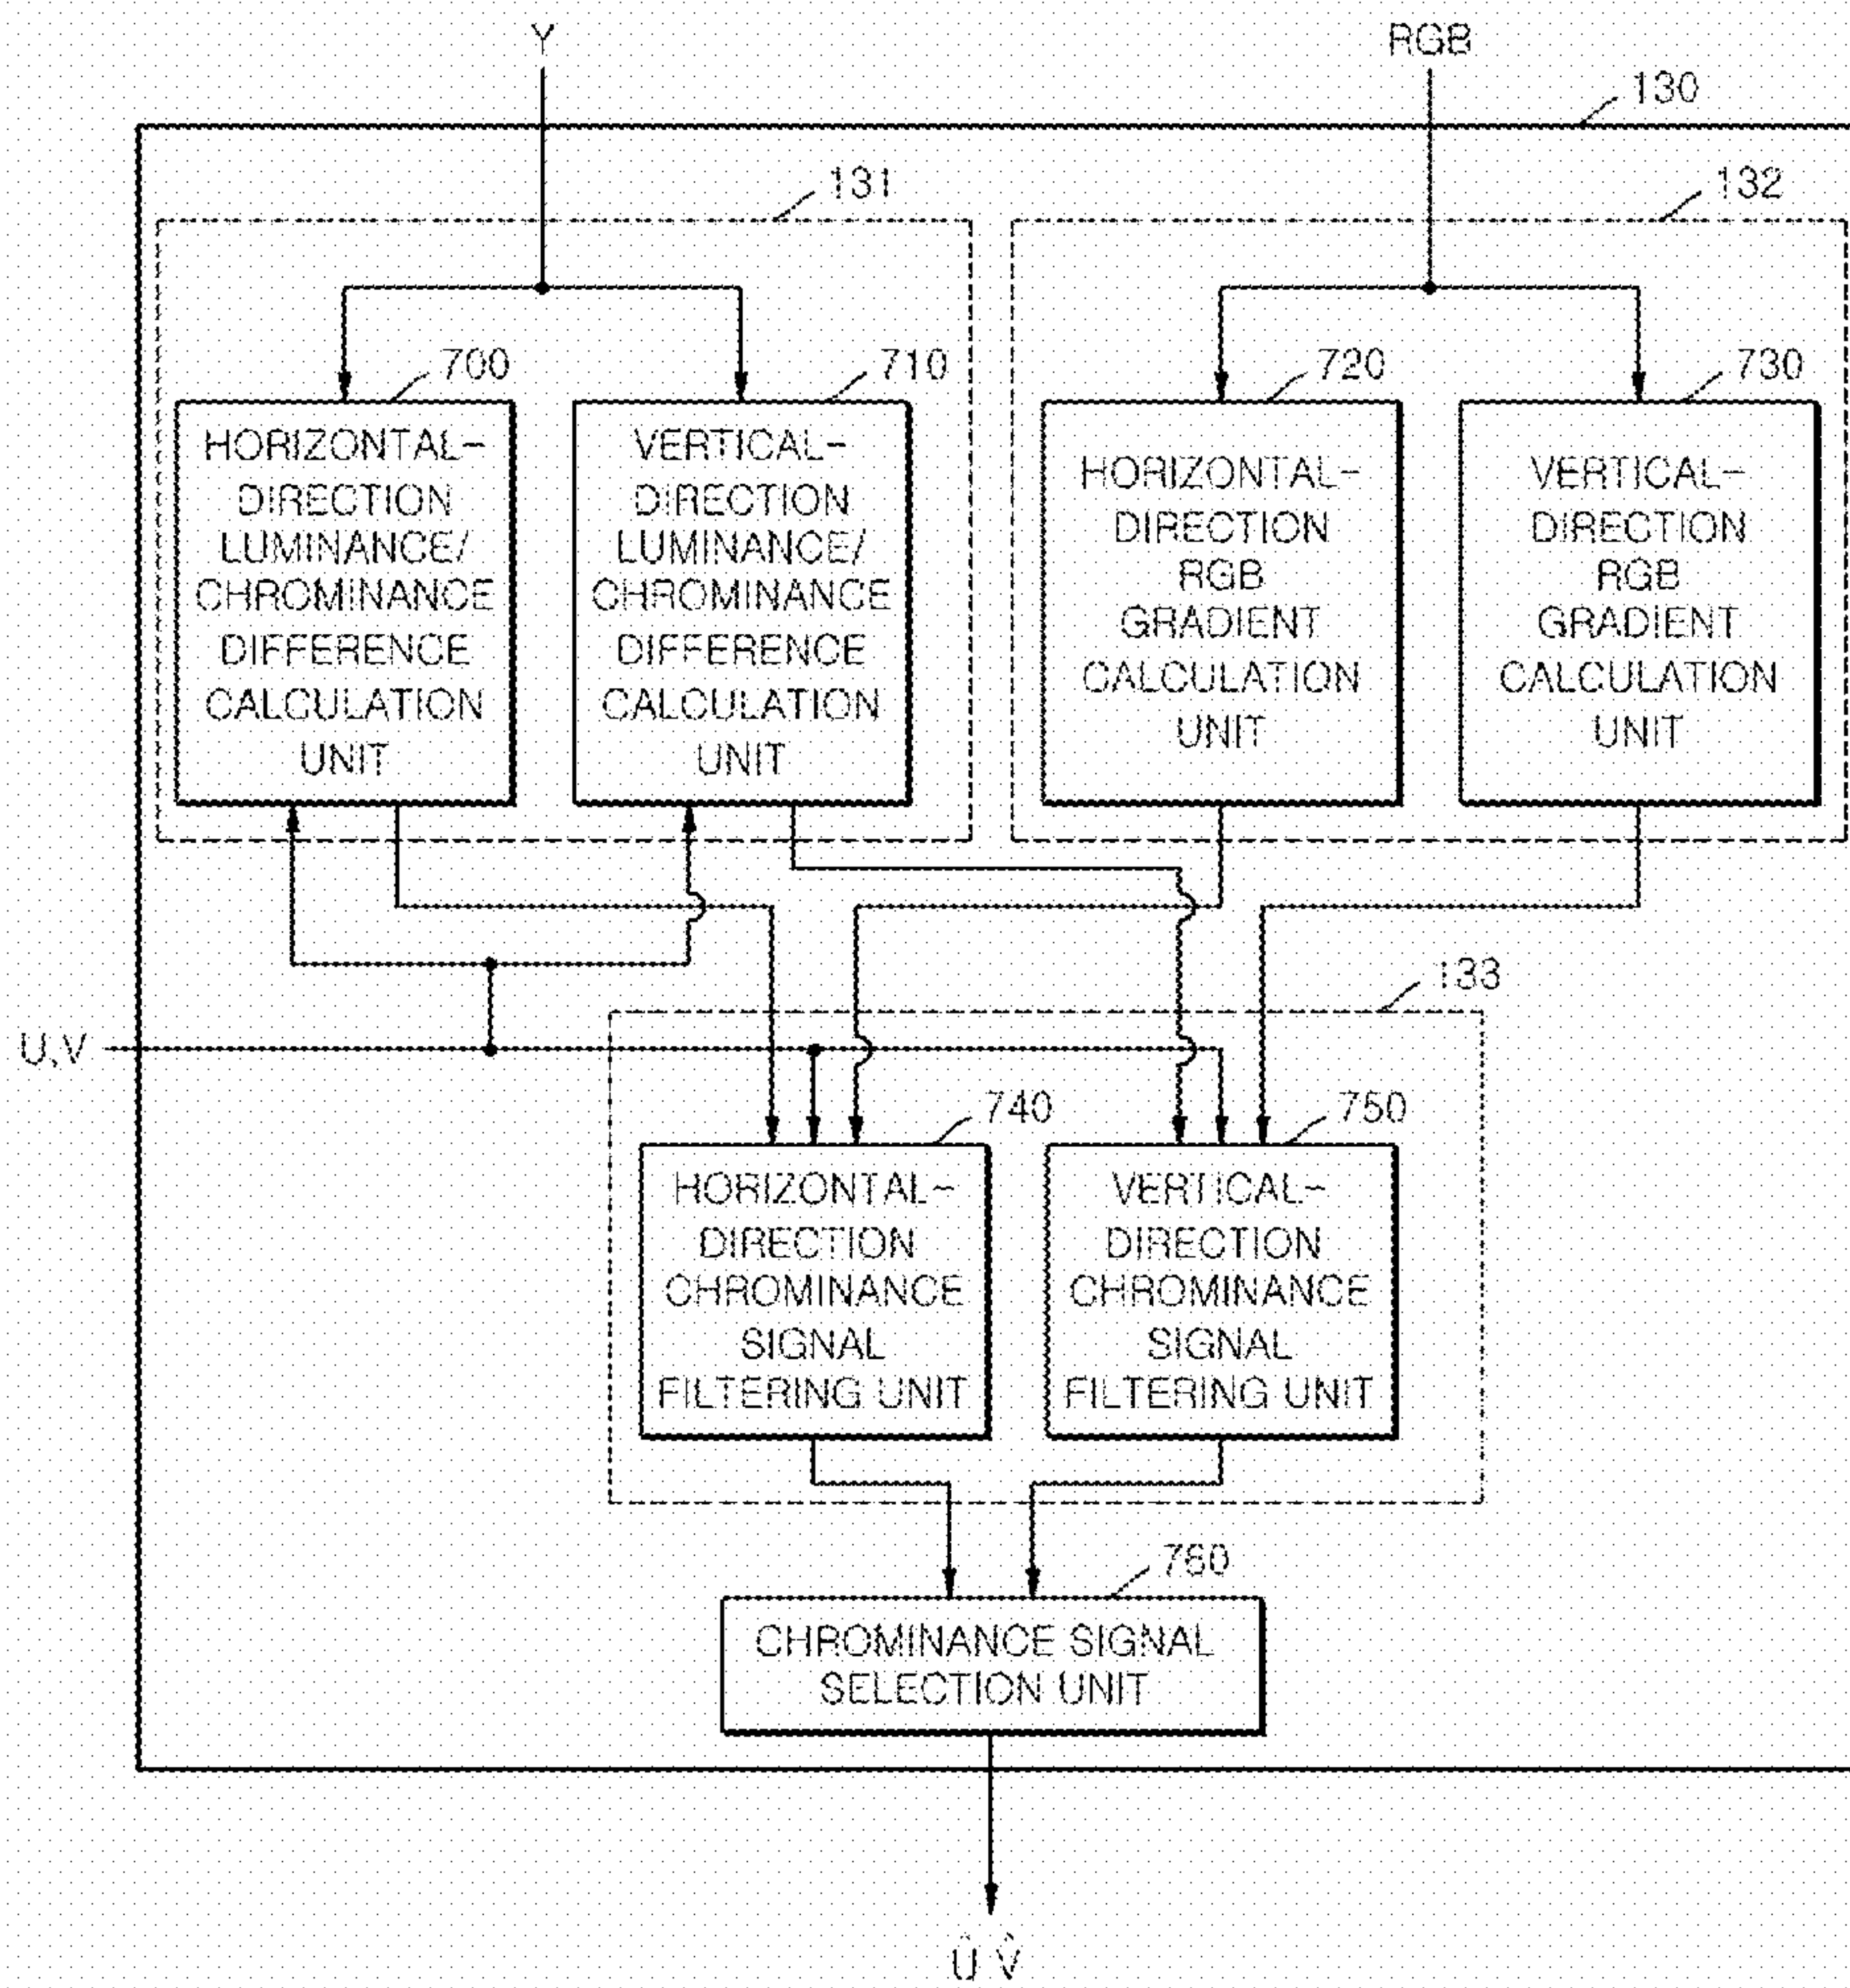 Y
RGB
130
131
132
700
710
720
730
HORIZONTAL-
DIRECTION
LUMINANCE/
CHROMINANCE
DIFFERENCE
CALCULATION
UNIT
VERTICAL-
DIRECTION
LUMINANCE/
CHROMINANCE
DIFFERENCE
CALCULATION
UNIT
HORIZONTAL-
DIRECTION
RGB
GRADIENT
CALCULATION
UNIT
VERTICAL-
DIRECTION
RGB
GRADIENT
CALCULATION
UNIT
133
U,V
740
750
HORIZONTAL-
DIRECTION
CHROMINANCE
SIGNAL
FILTERING UNIT
VERTICAL-
DIRECTION
CHROMINANCE
SIGNAL
FILTERING UNIT
760
CHROMINANCE SIGNAL
SELECTION UNIT
Û V̂